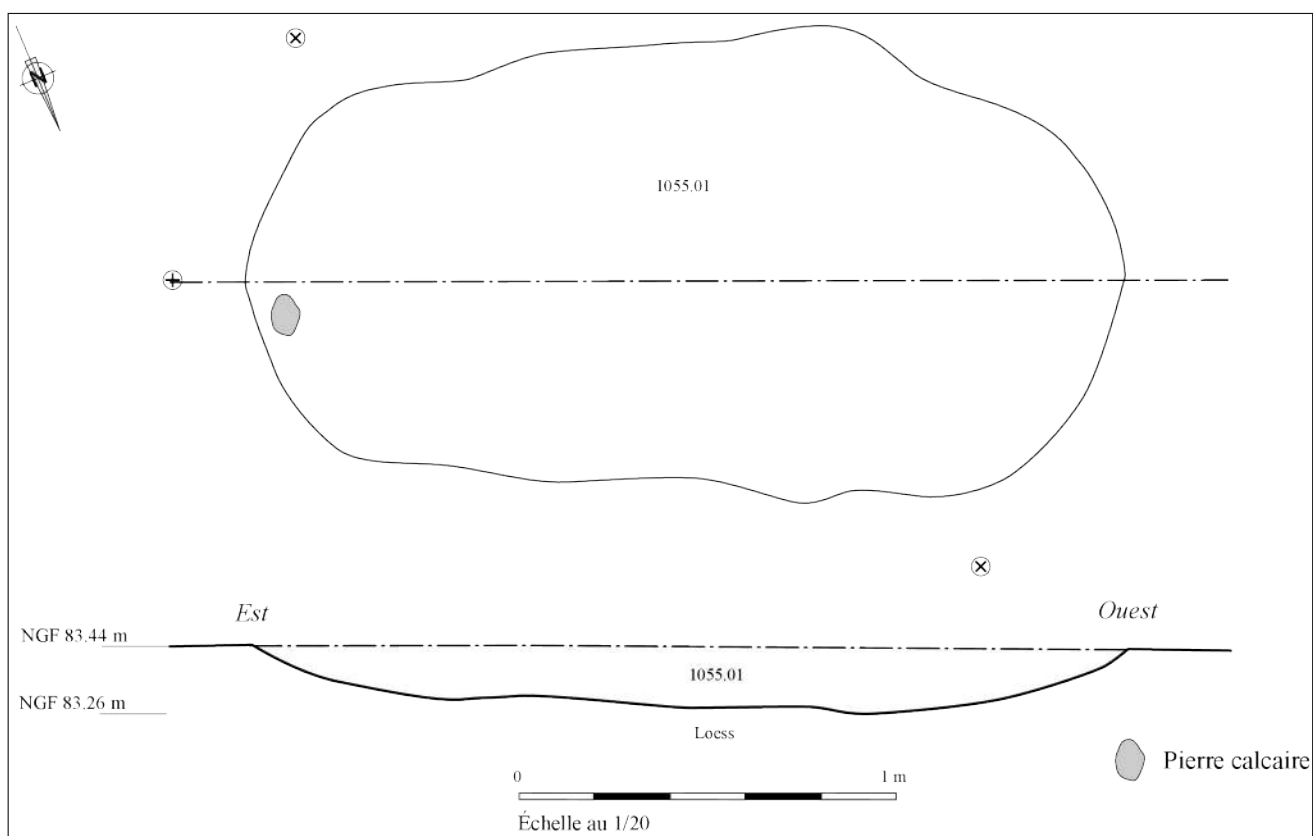 N
1055.01
Est
Ouest
NGF 83.44 m
1055.01
NGF 83.26 m
Loess
Pierre calcaire
0 1 m
Échelle au 1/20